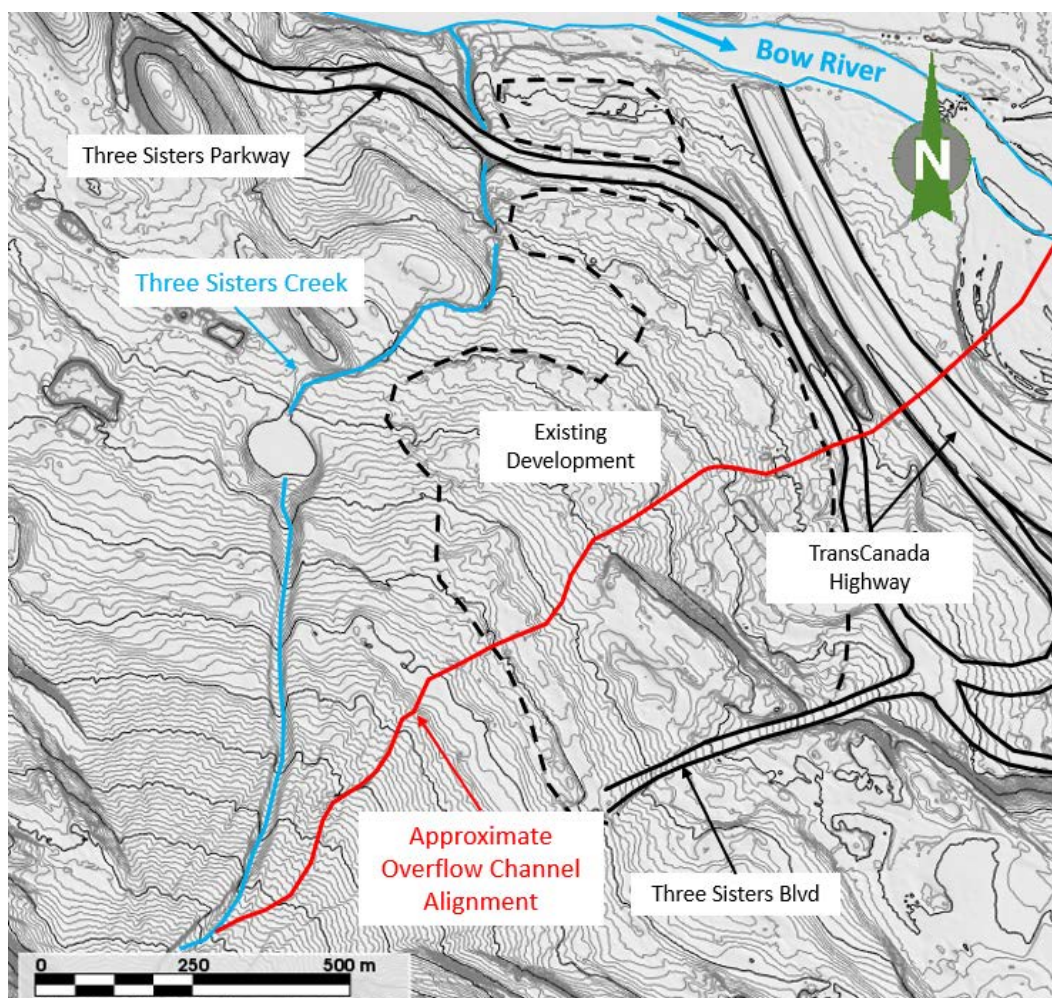 Bow River
N
Three Sisters Parkway
Three Sisters Creek
Existing
Development
TransCanada
Highway
Approximate
Overflow Channel
Alignment
Three Sisters Blvd
0 250 500 m